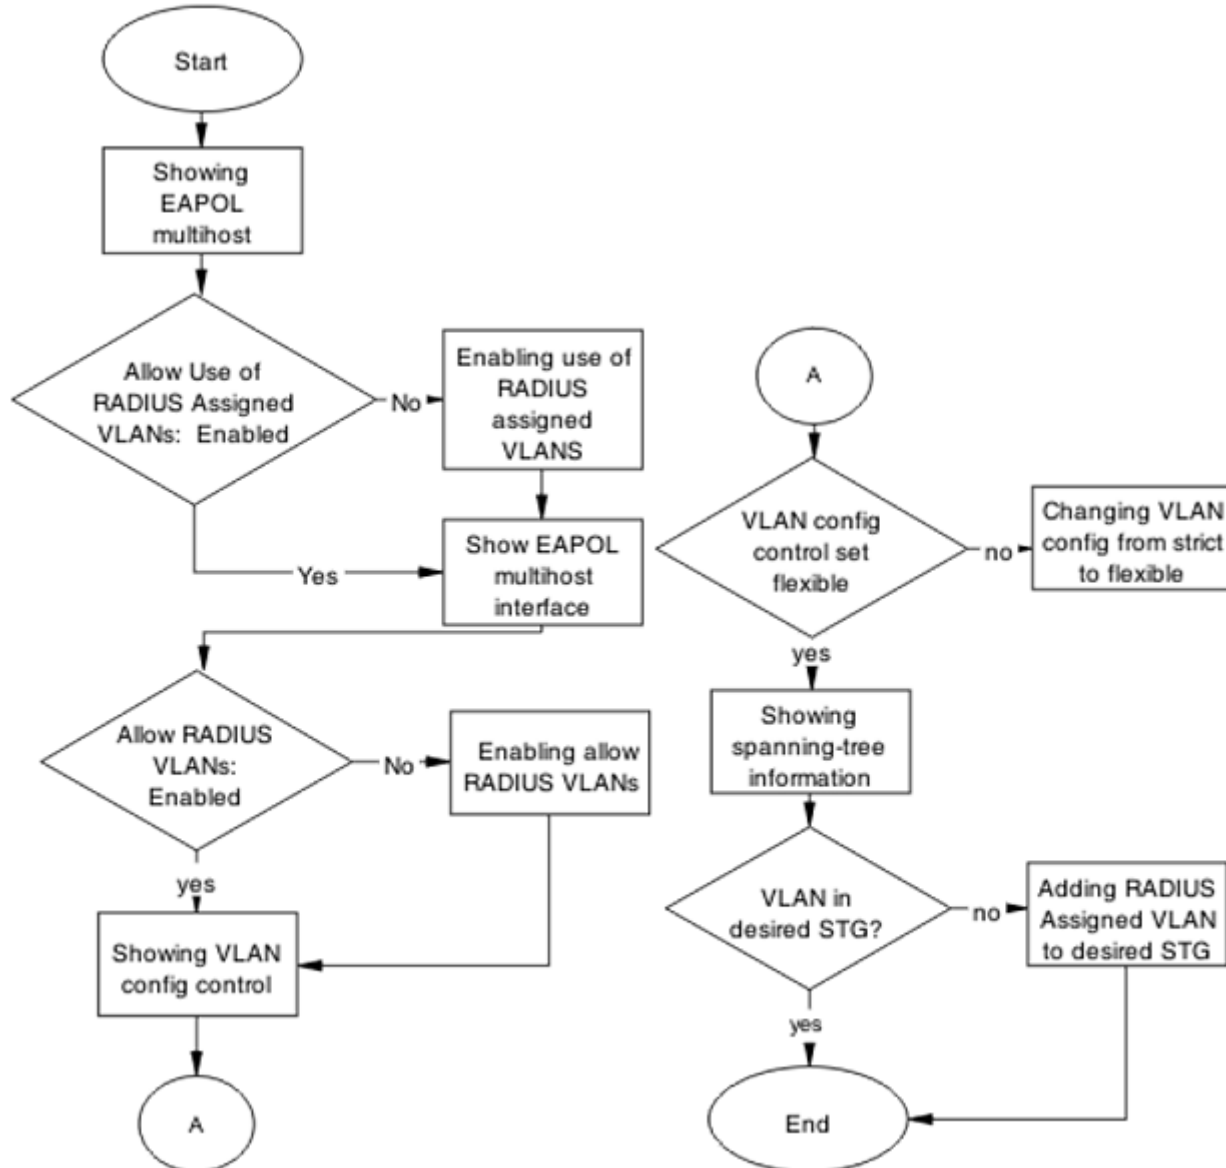 Start
Showing
EAPOL
multihost
Allow Use of
RADIUS Assigned
VLANs: Enabled
No
Enabling use of
RADIUS
assigned
VLANS
Yes
Show EAPOL
multihost
interface
Allow RADIUS
VLANs:
Enabled
No
Enabling allow
RADIUS VLANs
yes
Showing VLAN
config control
A
A
VLAN config
control set
flexible
no
Changing VLAN
config from strict
to flexible
yes
Showing
spanning-tree
information
VLAN in
desired STG?
no
Adding RADIUS
Assigned VLAN
to desired STG
yes
End